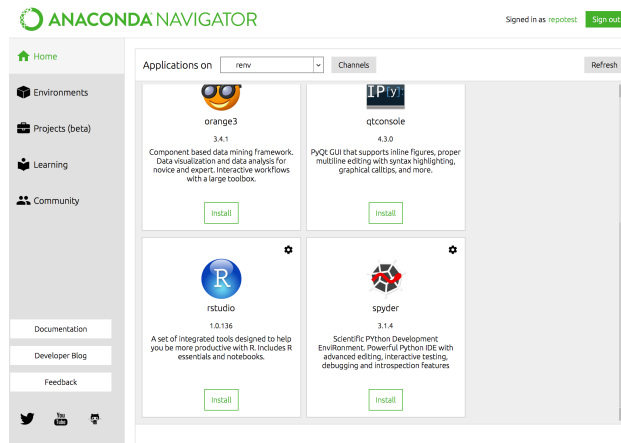 ANACONDA NAVIGATOR
Signed in as repotest
Sign out
Home
Environments
Projects (beta)
Learning
Community
Documentation
Developer Blog
Feedback
You
Tube
Applications on
renv
Channels
Refresh
orange3
3.4.1
Component based data mining framework.
Data visualization and data analysis for
novice and expert. Interactive workflows
with a large toolbox.
Install
IP[y]:
qtconsole
4.3.0
PyQt GUI that supports inline figures, proper
multiline editing with syntax highlighting,
graphical calltips, and more.
Install
R
rstudio
1.0.136
A set of integrated tools designed to help
you be more productive with R. Includes R
essentials and notebooks.
Install
spyder
3.1.4
Scientific PYthon Development
EnviRonment. Powerful Python IDE with
advanced editing, interactive testing,
debugging and introspection features
Install